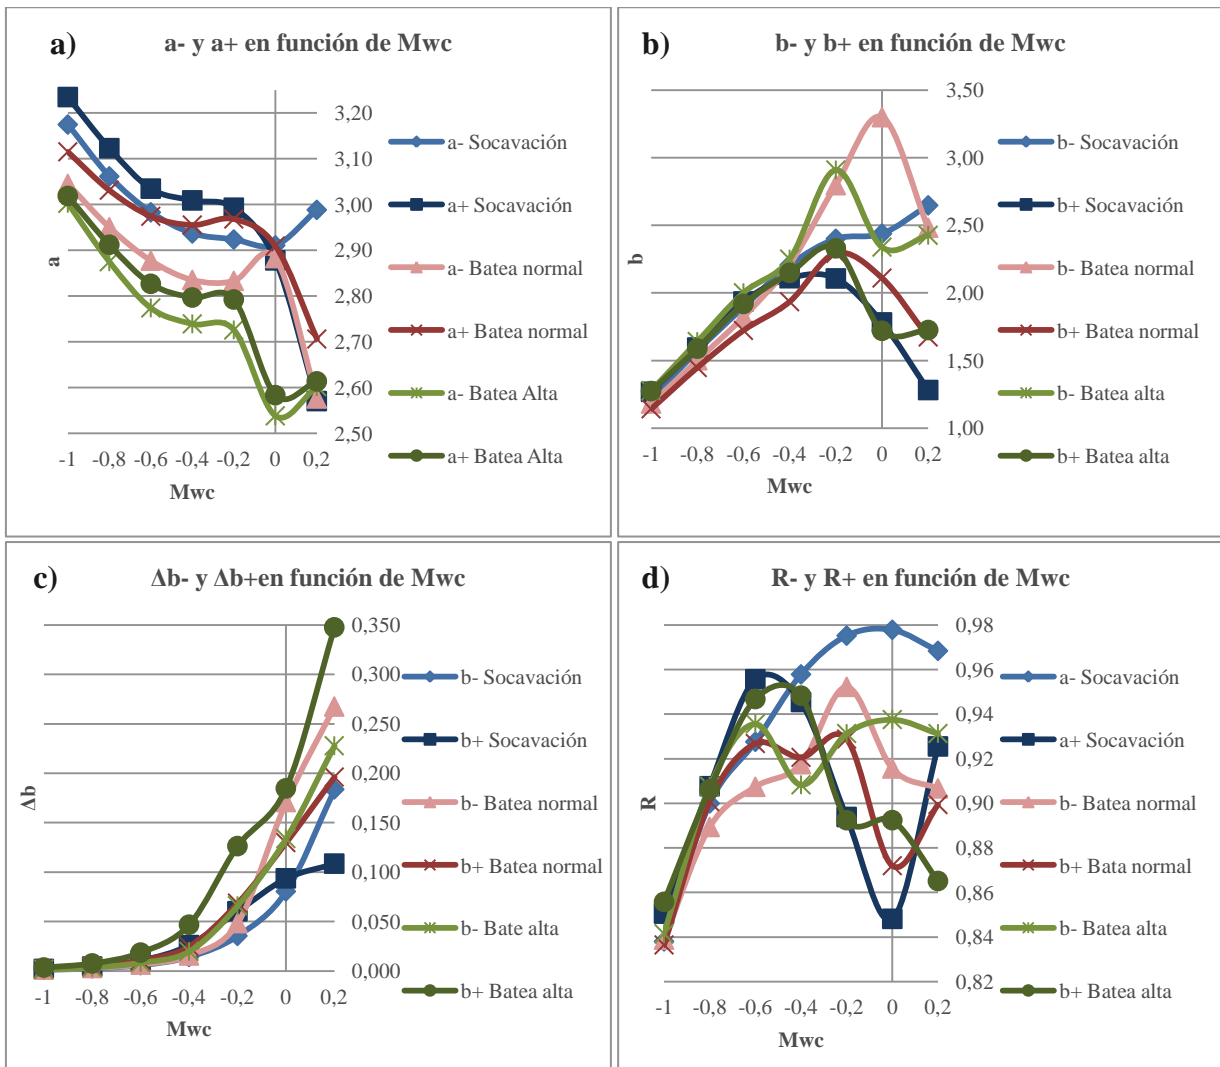 a)
a- y a+ en función de Mwc
3,20
3,10
3,00
2,90
2,80
2,70
2,60
2,50
a
-1 -0,8 -0,6 -0,4 -0,2 0 0,2
Mwc
a- Socavación
a+ Socavación
a- Batea normal
a+ Batea normal
a- Batea Alta
a+ Batea Alta
b)
b- y b+ en función de Mwc
3,50
3,00
2,50
2,00
1,50
1,00
b
-1 -0,8 -0,6 -0,4 -0,2 0 0,2
Mwc
b- Socavación
b+ Socavación
b- Batea normal
b+ Batea normal
b- Batea alta
b+ Batea alta
c)
Δb- y Δb+en función de Mwc
0,350
0,300
0,250
0,200
0,150
0,100
0,050
0,000
Δb
-1 -0,8 -0,6 -0,4 -0,2 0 0,2
Mwc
b- Socavación
b+ Socavación
b- Batea normal
b+ Batea normal
b- Bate alta
b+ Batea alta
d)
R- y R+ en función de Mwc
0,98
0,96
0,94
0,92
0,90
0,88
0,86
0,84
0,82
R
-1 -0,8 -0,6 -0,4 -0,2 0 0,2
Mwc
a- Socavación
a+ Socavación
b- Batea normal
b+ Bata normal
b- Batea alta
b+ Batea alta